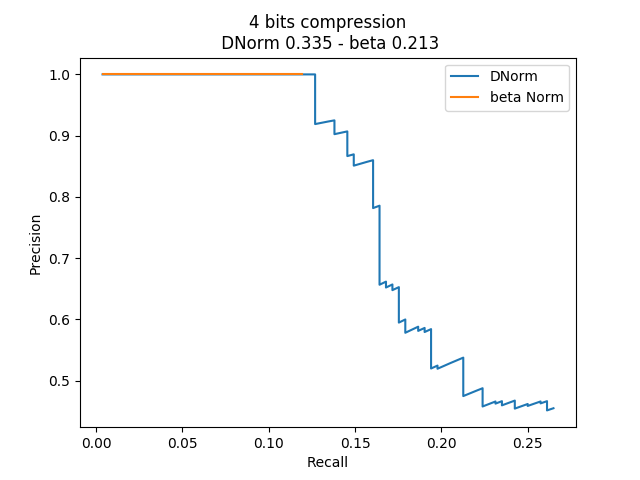 4 bits compression
DNorm 0.335 - beta 0.213
DNorm
beta Norm
1.0
0.9
0.8
0.7
0.6
0.5
Precision
0.00 0.05 0.10 0.15 0.20 0.25
Recall